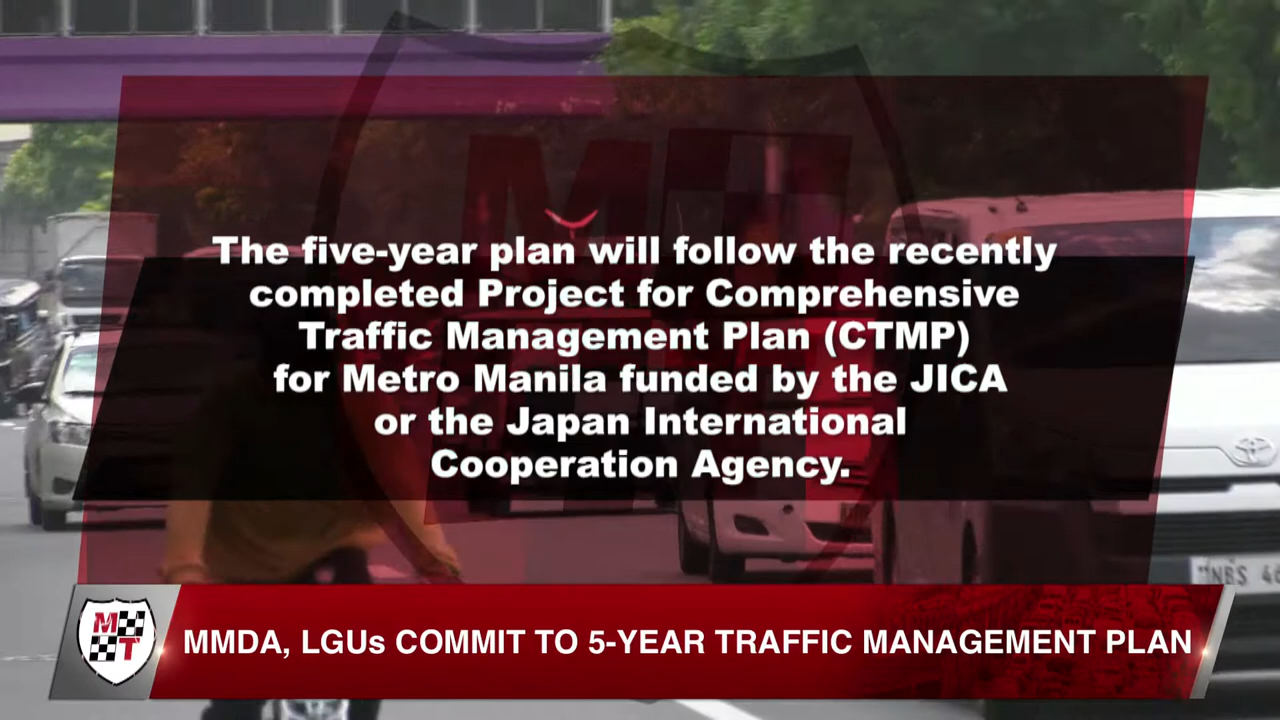 The five-year plan will follow the recently
completed Project for Comprehensive
Traffic Management Plan (CTMP)
for Metro Manila funded by the JICA
or the Japan International
Cooperation Agency.
M
T
MMDA, LGUs COMMIT TO 5-YEAR TRAFFIC MANAGEMENT PLAN